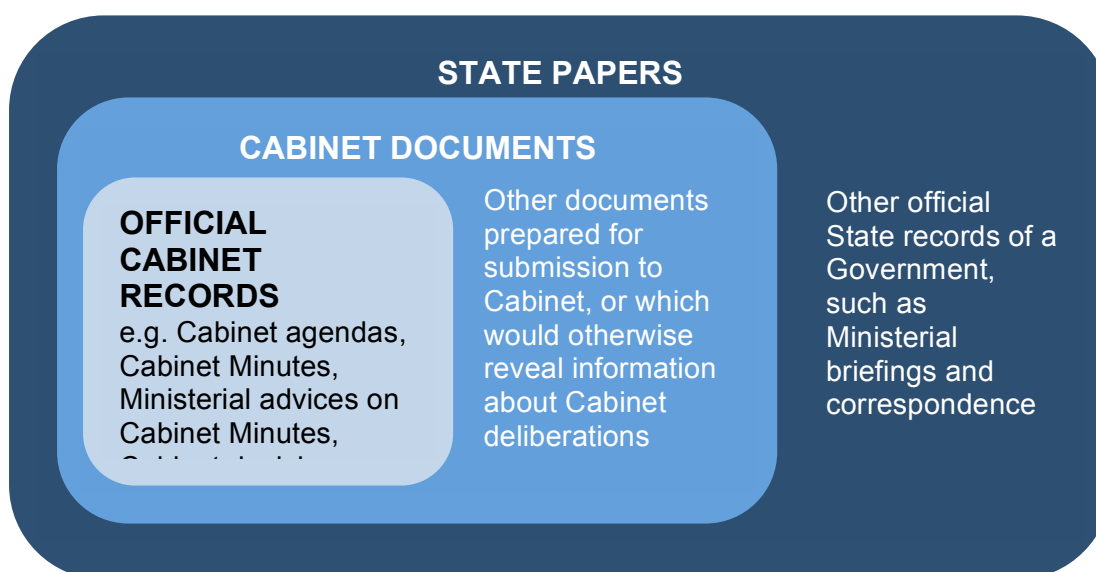 STATE PAPERS
CABINET DOCUMENTS
OFFICIAL
CABINET
RECORDS
e.g. Cabinet agendas,
Cabinet Minutes,
Ministerial advices on
Cabinet Minutes,
Other documents
prepared for
submission to
Cabinet, or which
would otherwise
reveal information
about Cabinet
deliberations
Other official
State records of a
Government,
such as
Ministerial
briefings and
correspondence